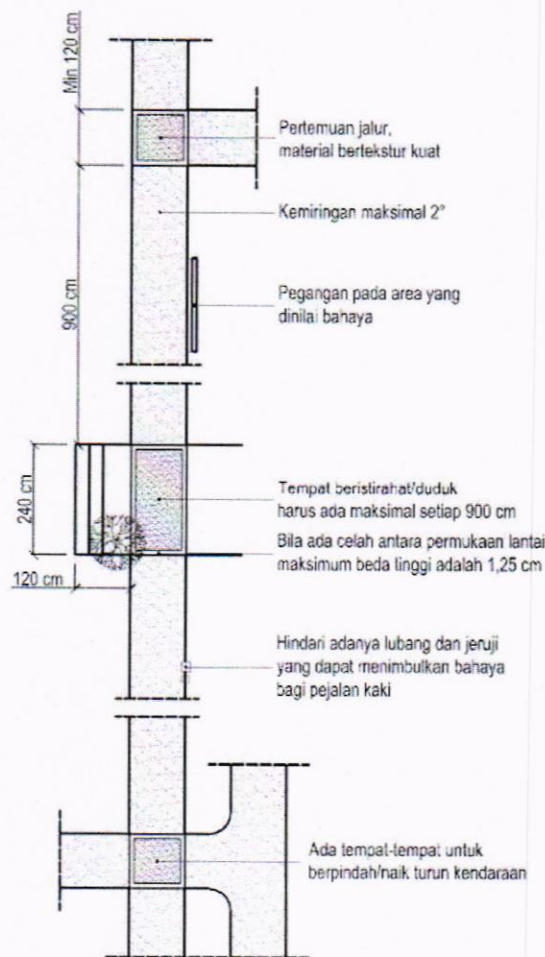 Min 120 cm
Pertemuan jalur,
material bertekstur kuat
Kemiringan maksimal 2°
Pegangan pada area yang
dinilai bahaya
900 cm
240 cm
Tempat beristirahat/duduk
harus ada maksimal setiap 900 cm
Bila ada celah antara permukaan lantai
maksimum beda linggi adalah 1,25 cm
120 cm
Hindari adanya lubang dan jeruji
yang dapat menimbulkan bahaya
bagi pejalan kaki
Ada tempat-tempat untuk
berpindah/naik turun kendaraan